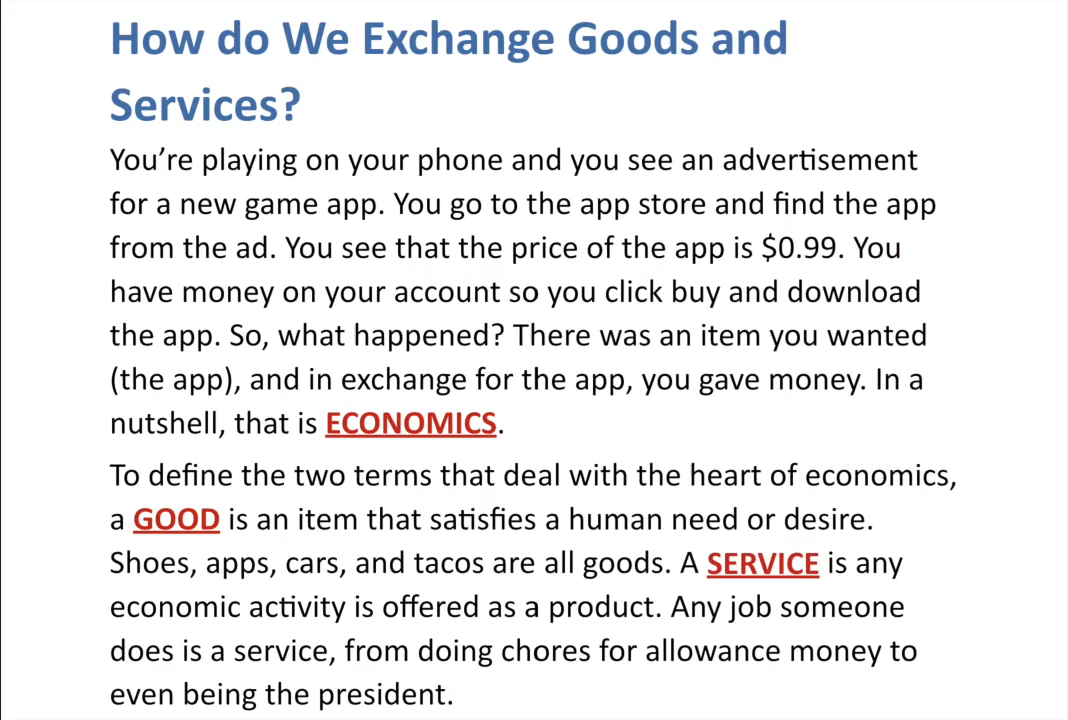 How do We Exchange Goods and
Services?
You’re playing on your phone and you see an advertisement
for a new game app. You go to the app store and find the app
from the ad. You see that the price of the app is $0.99. You
have money on your account so you click buy and download
the app. So, what happened? There was an item you wanted
(the app), and in exchange for the app, you gave money. In a
nutshell, that is ECONOMICS.
To define the two terms that deal with the heart of economics,
a GOOD is an item that satisfies a human need or desire.
Shoes, apps, cars, and tacos are all goods. A SERVICE is any
economic activity is offered as a product. Any job someone
does is a service, from doing chores for allowance money to
even being the president.